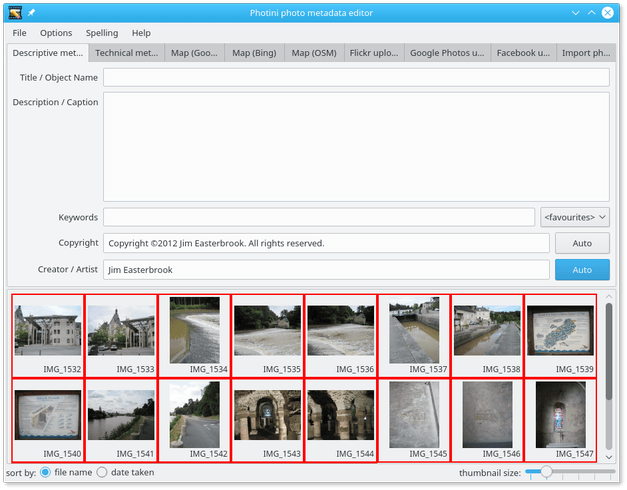 Photini photo metadata editor
File Options Spelling Help
Descriptive met... Technical met... Map (Goo... Map (Bing) Map (OSM) Flickr uplo... Google Photos u... Facebook u... Import ph...
Title / Object Name
Description / Caption
Keywords <favourites>
Copyright Copyright ©2012 Jim Easterbrook. All rights reserved. Auto
Creator / Artist Jim Easterbrook Auto
IMG_1532 IMG_1533 IMG_1534 IMG_1535 IMG_1536 IMG_1537 IMG_1538 IMG_1539
IMG_1540 IMG_1541 IMG_1542 IMG_1543 IMG_1544 IMG_1545 IMG_1546 IMG_1547
sort by: file name date taken thumbnail size: